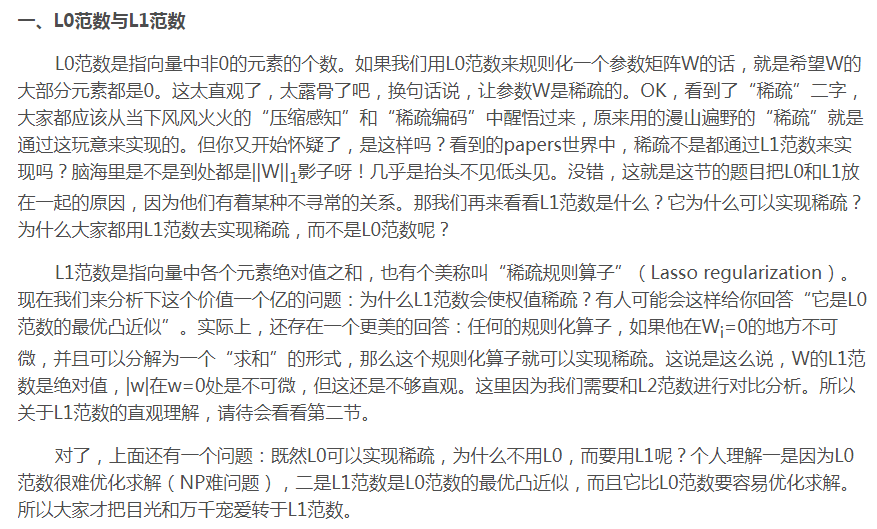 一、L0范数与L1范数
L0范数是指向量中非0的元素的个数。如果我们用L0范数来规则化一个参数矩阵W的话，就是希望W的
大部分元素都是0。这太直观了，太露骨了吧，换句话说，让参数W是稀疏的。OK，看到了“稀疏”二字，
大家都应该从当下风风火火的“压缩感知”和“稀疏编码”中醒悟过来，原来用的漫山遍野的“稀疏”就是
通过这玩意来实现的。但你又开始怀疑了，是这样吗？看到的papers世界中，稀疏不是都通过L1范数来实
现吗？脑海里是不是到处都是||W||1影子呀！几乎是抬头不见低头见。没错，这就是这节的题目把L0和L1放
在一起的原因，因为他们有着某种不寻常的关系。那我们再来看看L1范数是什么？它为什么可以实现稀疏？
为什么大家都用L1范数去实现稀疏，而不是L0范数呢？
L1范数是指向量中各个元素绝对值之和，也有个美称叫“稀疏规则算子”（Lasso regularization）。
现在我们来分析下这个价值一个亿的问题：为什么L1范数会使权值稀疏？有人可能会这样给你回答“它是L0
范数的最优凸近似”。实际上，还存在一个更美的回答：任何的规则化算子，如果他在Wi=0的地方不可
微，并且可以分解为一个“求和”的形式，那么这个规则化算子就可以实现稀疏。这说是这么说，W的L1范
数是绝对值，|w|在w=0处是不可微，但这还是不够直观。这里因为我们需要和L2范数进行对比分析。所以
关于L1范数的直观理解，请待会看看第二节。
对了，上面还有一个问题：既然L0可以实现稀疏，为什么不用L0，而要用L1呢？个人理解一是因为L0
范数很难优化求解（NP难问题），二是L1范数是L0范数的最优凸近似，而且它比L0范数要容易优化求解。
所以大家才把目光和万千宠爱转于L1范数。